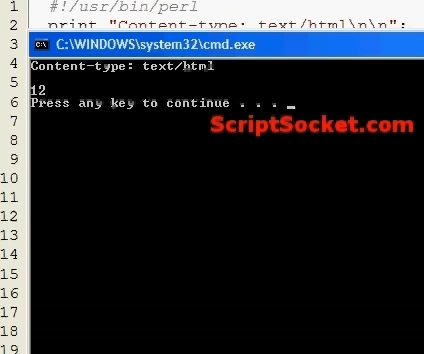 1 #!/usr/bin/perl
2 print "Content-type: text/html\n\n";
3 C:\WINDOWS\system32\cmd.exe
4 Content-type: text/html
5
12
6 Press any key to continue . . . _
7 ScriptSocket.com
8
9
10
11
12
13
14
15
16
17
18
19